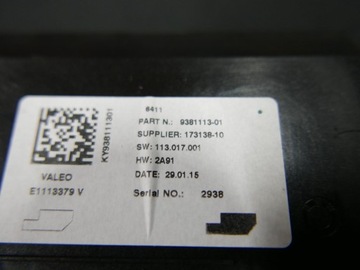 8411
PART N.: 9381113-01
SUPPLIER: 173138-10
SW: 113.017.001
HW: 2A91
DATE: 29.01.15
Serial NO.: 2938
KY938111301
VALEO
E1113379 V